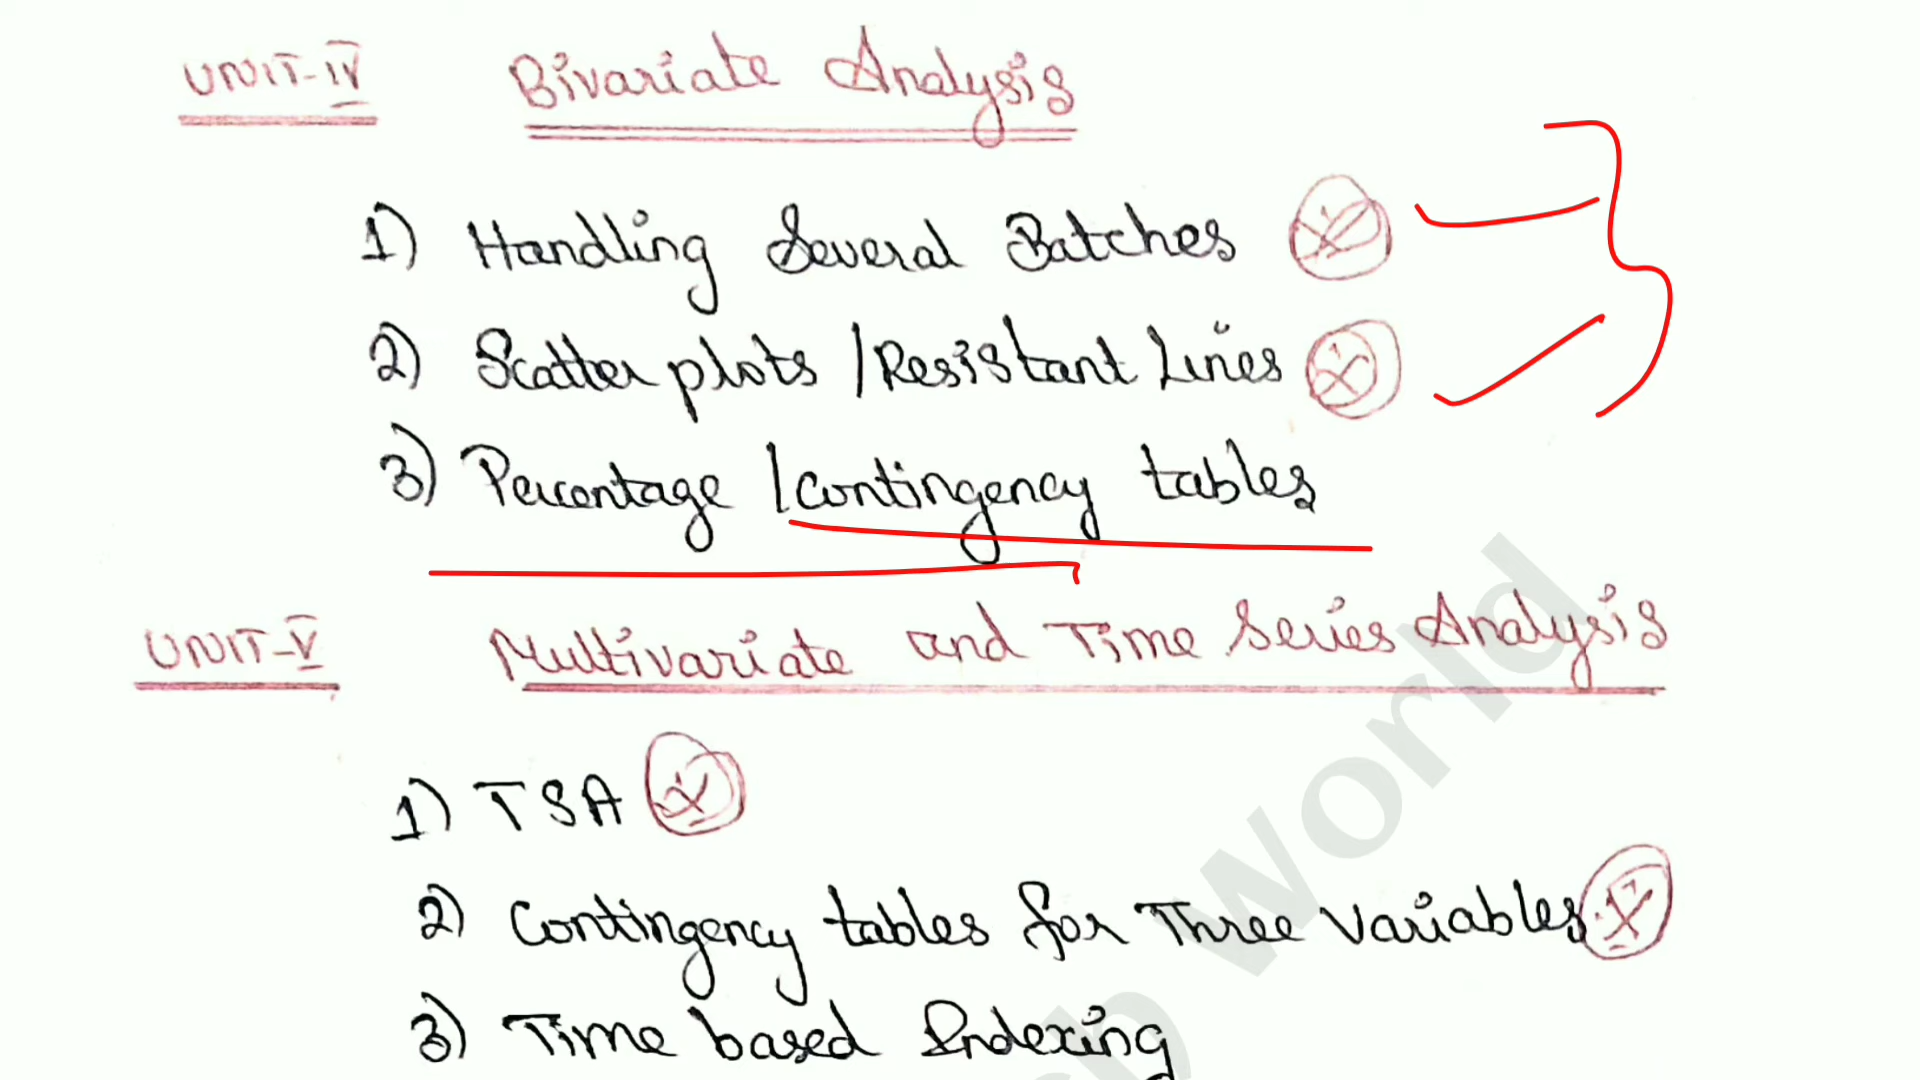 UNIT-IV Bivariate Analysis
1) Handling Several Batches
2) Scatter plots / Resistant Lines
3) Percentage / Contingency tables
UNIT-V Multivariate and Time Series Analysis
1) TSA
2) Contingency tables for Three Variables
3) Time based Indexing
world